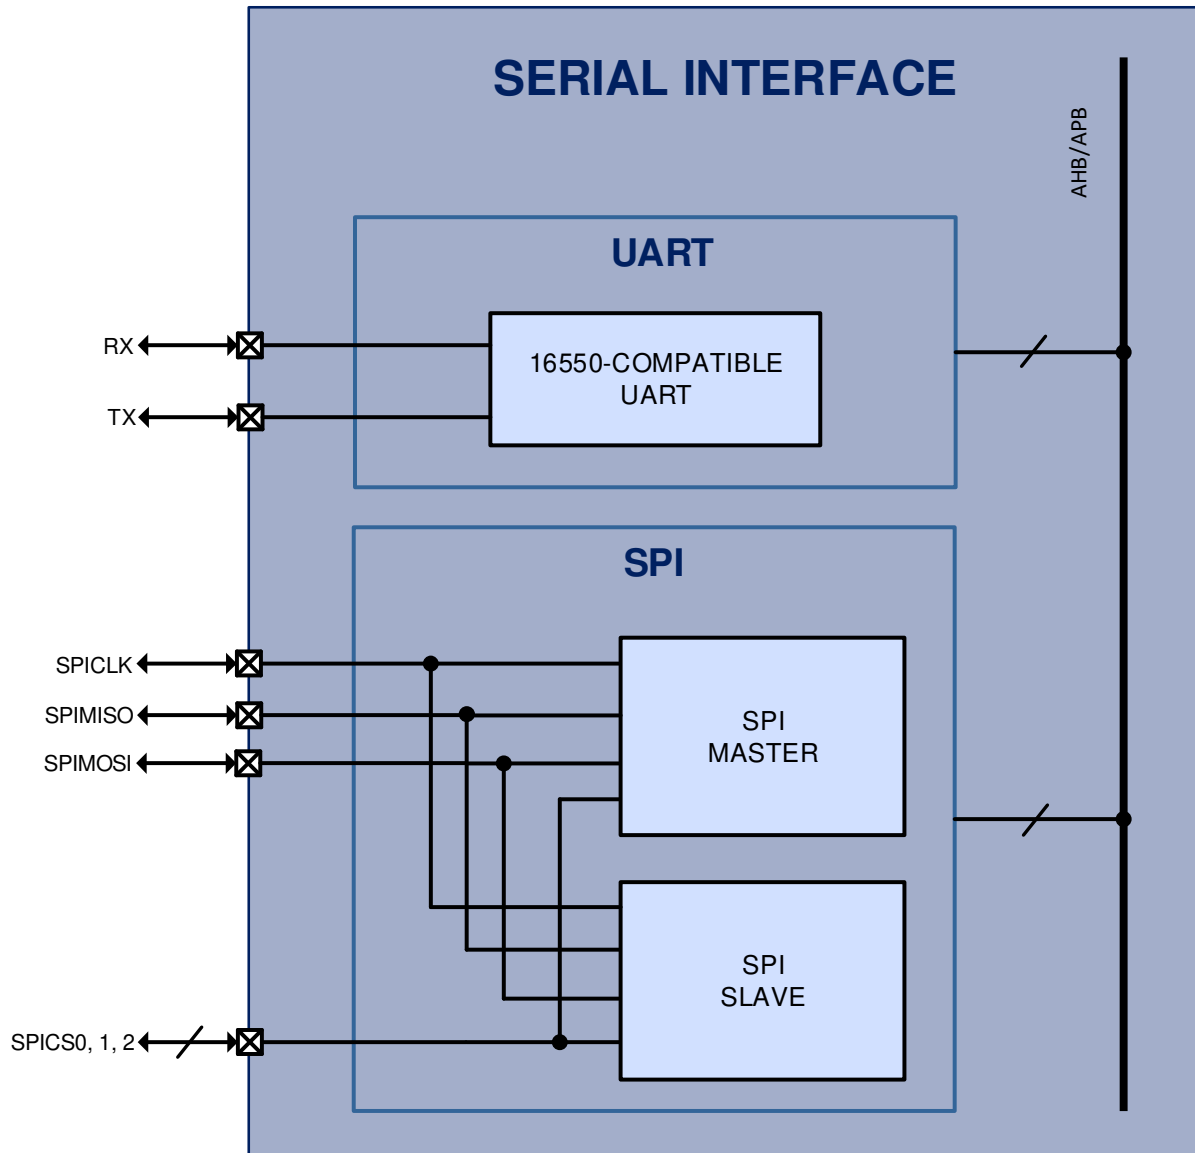 SERIAL INTERFACE
AHB/APB
UART
16550-COMPATIBLE
UART
RX
TX
SPI
SPICLK
SPIMISO
SPIMOSI
SPI
MASTER
SPI
SLAVE
SPICS0, 1, 2